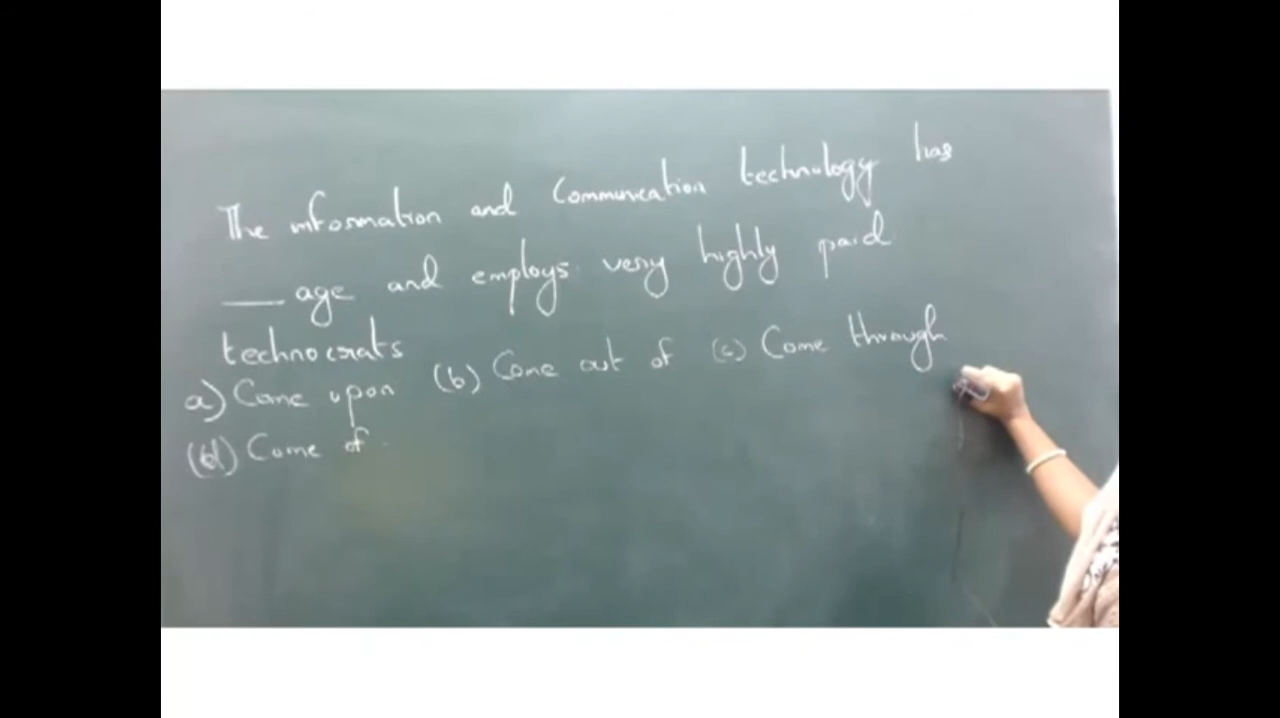 The information and Communication technology has
___ age and employs very highly paid
technocrats
a) Come upon (b) Come out of (c) Come through
(d) Come of.